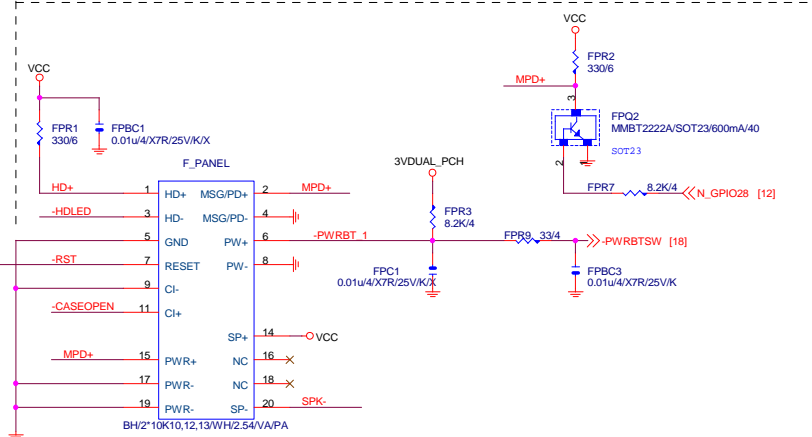 VCC
FPR2
330/6
MPD+
3
FPQ2
MMBT2222A/SOT23/600mA/40
SOT23
2
1
FPR7
8.2K/4
N_GPIO28 [12]
VCC
FPR1
330/6
FPBC1
0.01u/4/X7R/25V/K/X
F_PANEL
3VDUAL_PCH
FPR3
8.2K/4
HD+ 1 HD+ MSG/PD+ 2 MPD+
-HDLED 3 HD- MSG/PD- 4
5 GND PW+ 6 -PWRBT_1 FPR9 33/4 -PWRBTSW [18]
-RST 7 RESET PW- 8
9 CI-
-CASEOPEN 11 CI+
FPC1
0.01u/4/X7R/25V/K/X
FPBC3
0.01u/4/X7R/25V/K
SP+ 14 VCC
MPD+ 15 PWR+ NC 16
17 PWR- NC 18
19 PWR- SP- 20 SPK-
BH/2*10K10,12,13/WH/2.54/VA/PA